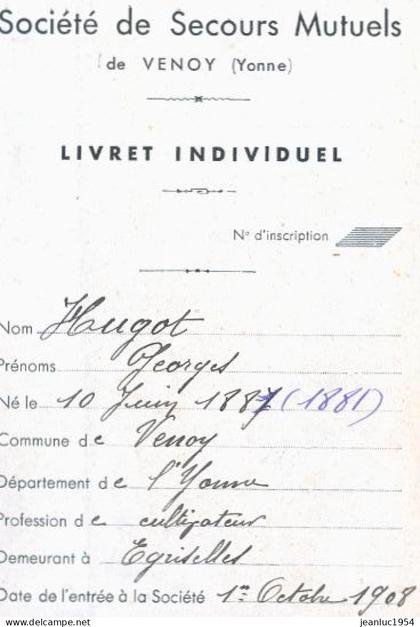 Société de Secours Mutuels
de VENOY (Yonne)
LIVRET INDIVIDUEL
N° d'inscription
Nom Hugot
Prénoms Georges
Né le 10 Juin 1887 (1881)
Commune de Venoy
Département de l'Yonne
Profession de cultivateur
Demeurant à Egriselles
Date de l'entrée à la Société 1er Octobre 1908
www.delcampe.net
jeanluc1954